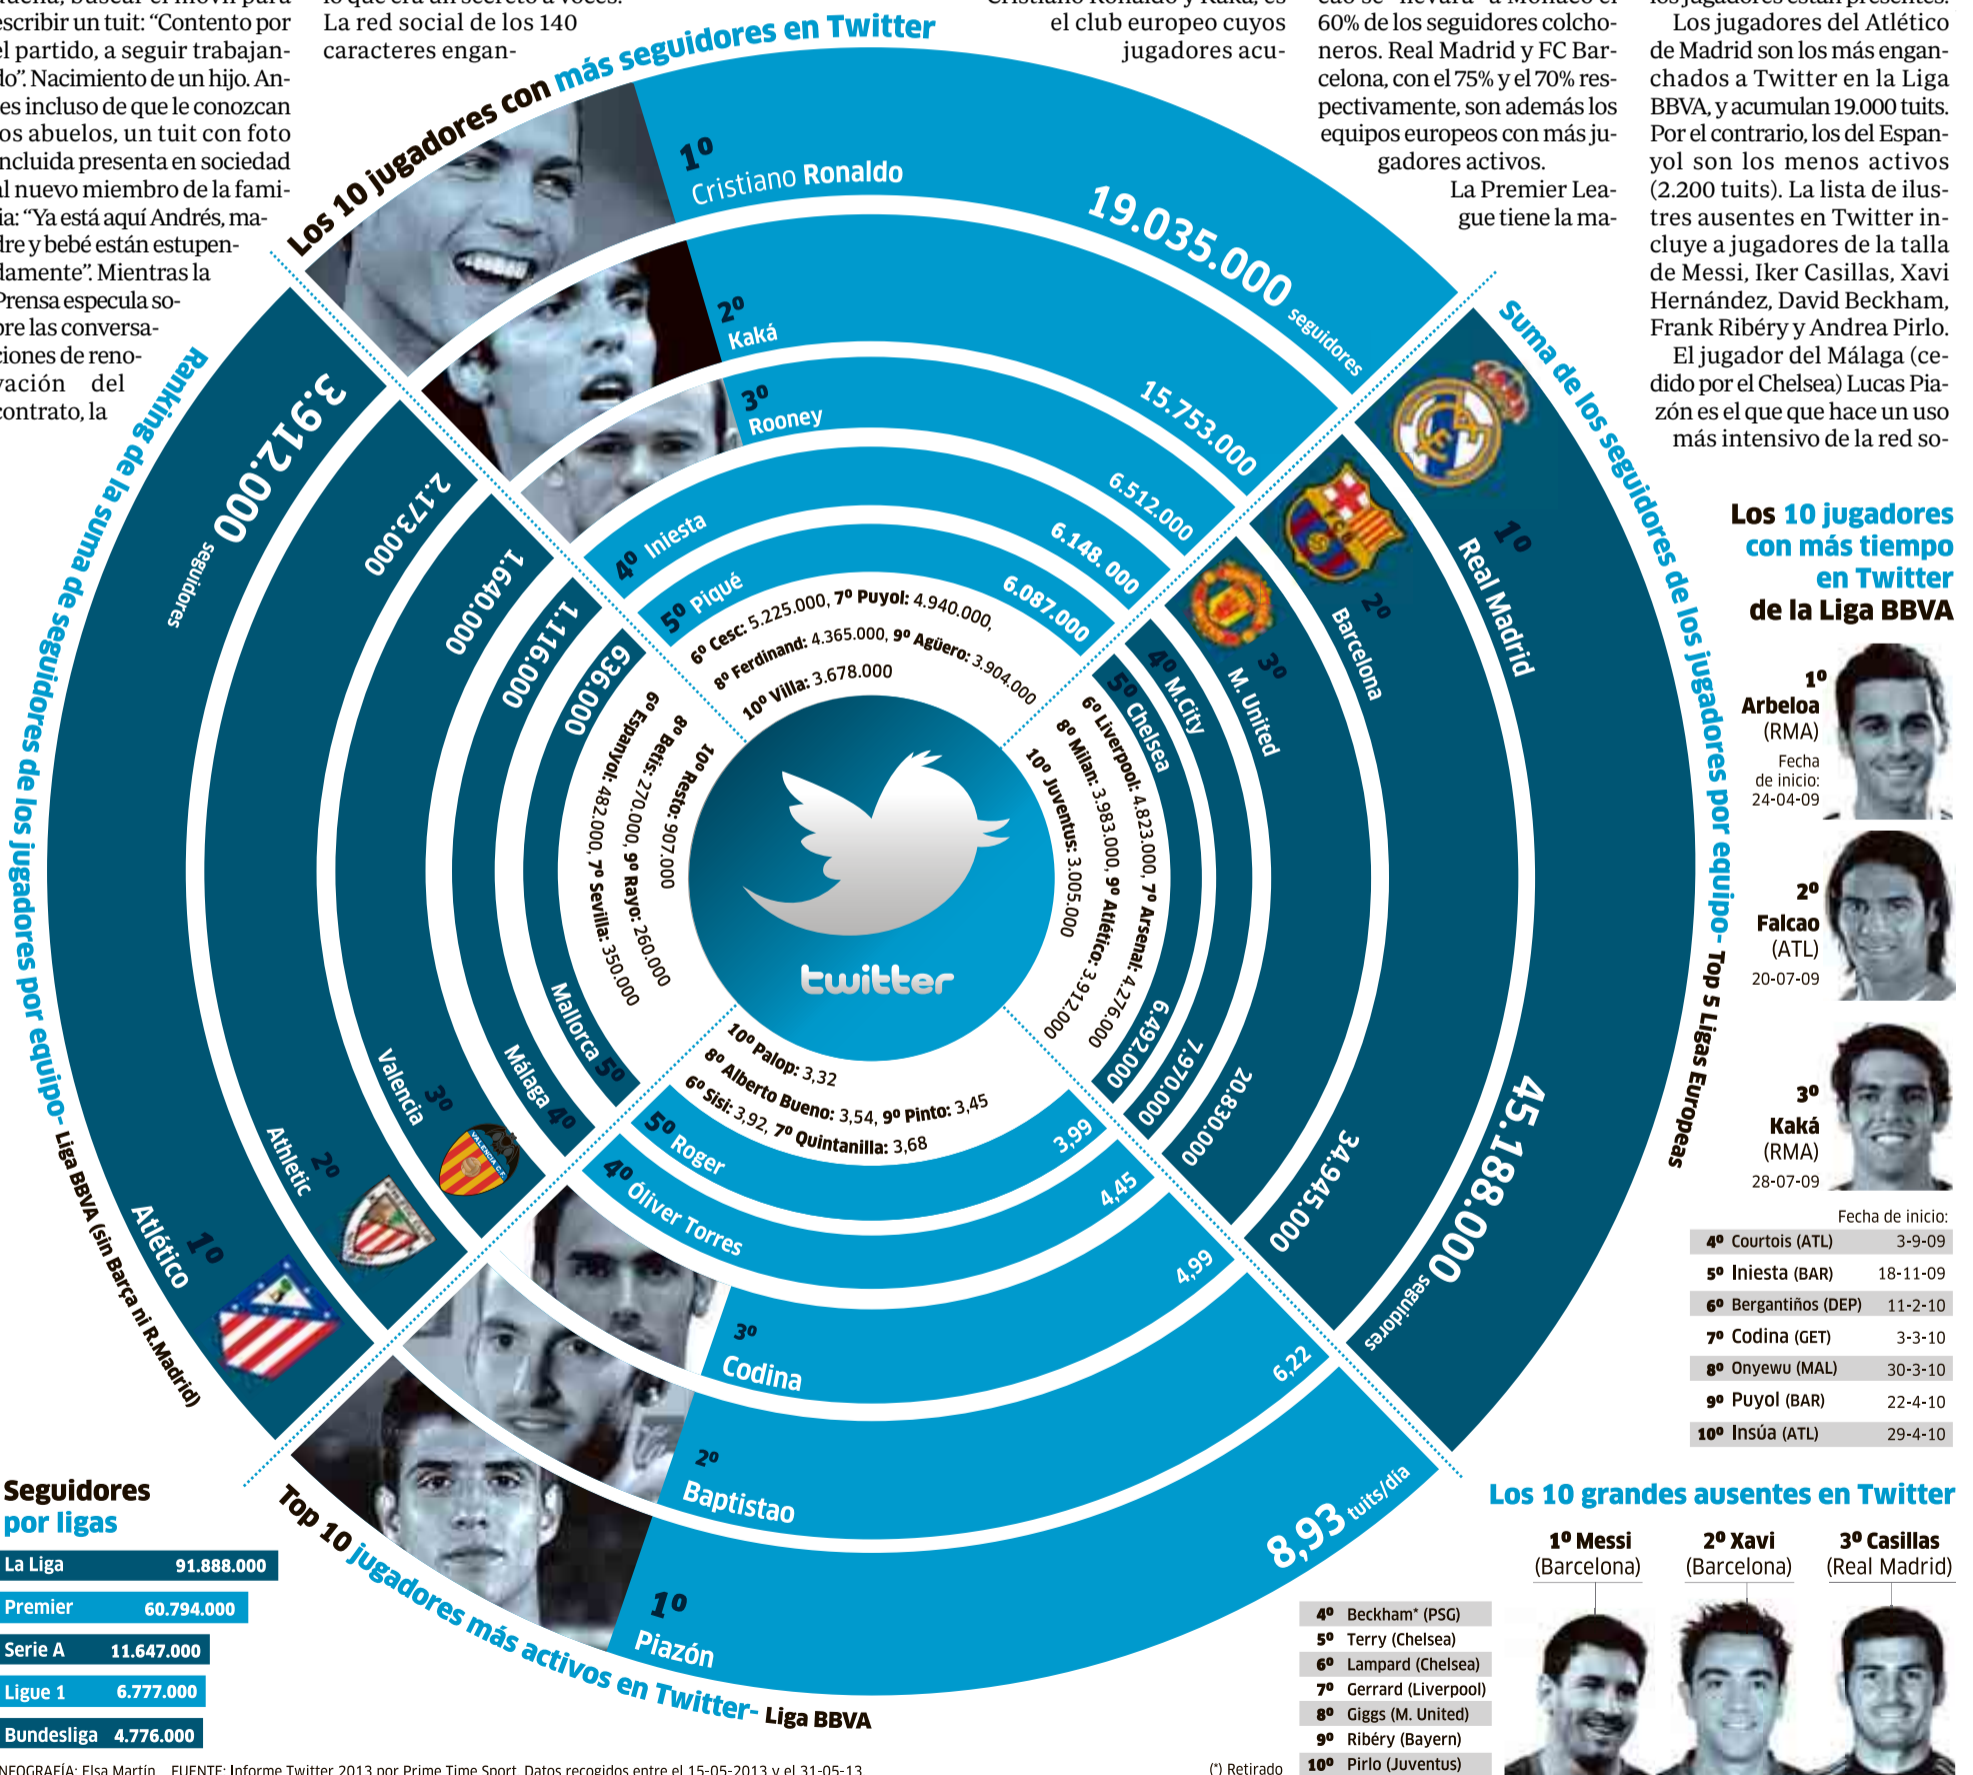 escribir un tuit: “Contento por
el partido, a seguir trabajan-
do”. Nacimiento de un hijo. An-
es incluso de que le conozcan
os abuelos, un tuit con foto
ncluida presenta en sociedad
al nuevo miembro de la fami-
ia: “Ya está aquí Andrés, ma-
dre y bebé están estupen-
damente”. Mientras la
Prensa especula so-
bre las conversa-
ciones de reno-
vación del
contrato, la
lo que era un secreto a voces.
La red social de los 140
caracteres engan-
Cristiano Ronaldo y Kaká, es
el club europeo cuyos
jugadores acu-
60% de los seguidores colcho-
neros. Real Madrid y FC Bar-
celona, con el 75% y el 70% res-
pectivamente, son además los
equipos europeos con más ju-
gadores activos.
La Premier Lea-
gue tiene la ma-
los jugadores están presentes.
Los jugadores del Atlético
de Madrid son los más engan-
chados a Twitter en la Liga
BBVA, y acumulan 19.000 tuits.
Por el contrario, los del Espan-
yol son los menos activos
(2.200 tuits). La lista de ilus-
tres ausentes en Twitter in-
cluye a jugadores de la talla
de Messi, Iker Casillas, Xavi
Hernández, David Beckham,
Frank Ribéry y Andrea Pirlo.
El jugador del Málaga (ce-
dido por el Chelsea) Lucas Pia-
zón es el que que hace un uso
más intensivo de la red so-
Los 10 jugadores con más seguidores en Twitter
1º
Cristiano Ronaldo
19.035.000 seguidores
2º
Kaká
15.753.000
3º
Rooney
6.512.000
4º Iniesta
6.148.000
5º Piqué
6.087.000
6º Cesc: 5.225.000, 7º Puyol: 4.940.000,
8º Ferdinand: 4.365.000, 9º Agüero: 3.904.000
10º Villa: 3.678.000
Suma de los seguidores de los jugadores por equipo- Top 5 Ligas Europeas
1º
Real Madrid
45.188.000 seguidores
2º
Barcelona
34.945.000
3º
M. United
20.830.000
4º M.City
7.970.000
5º Chelsea
6.492.000
6º Liverpool: 4.823.000, 7º Arsenal: 4.276.000
8º Milan: 3.983.000, 9º Atlético: 3.912.000
10º Juventus: 3.005.000
twitter
Ranking de la suma de seguidores de los jugadores por equipo- Liga BBVA (sin Barça ni R.Madrid)
3.912.000
seguidores
1º
Atlético
2.173.000
2º
Athletic
1.640.000
3º
Valencia
VALENCIA C.F.
1.116.000
Málaga 4º
636.000
Mallorca 5º
6º Espanyol: 482.000, 7º Sevilla: 350.000
8º Bettis: 270.000, 9º Rayo: 260.000
10º Resto: 907.000
10º Palop: 3,32
8º Alberto Bueno: 3,54, 9º Pinto: 3,45
6º Sisi: 3,92, 7º Quintanilla: 3,68
5º Roger
3,99
4º Óliver Torres
4,45
3º
Codina
4,99
2º
Baptistao
6,22
1º
Piazón
8,93 tuits/día
Top 10 jugadores más activos en Twitter- Liga BBVA
Los 10 jugadores
con más tiempo
en Twitter
de la Liga BBVA
1º
Arbeloa
(RMA)
Fecha
de inicio:
24-04-09
2º
Falcao
(ATL)
20-07-09
3º
Kaká
(RMA)
28-07-09
Fecha de inicio:
4º Courtois (ATL) 3-9-09
5º Iniesta (BAR) 18-11-09
6º Bergantiños (DEP) 11-2-10
7º Codina (GET) 3-3-10
8º Onyewu (MAL) 30-3-10
9º Puyol (BAR) 22-4-10
10º Insúa (ATL) 29-4-10
Seguidores
por ligas
La Liga 91.888.000
Premier 60.794.000
Serie A 11.647.000
Ligue 1 6.777.000
Bundesliga 4.776.000
Los 10 grandes ausentes en Twitter
1º Messi
(Barcelona)
2º Xavi
(Barcelona)
3º Casillas
(Real Madrid)
4º Beckham* (PSG)
5º Terry (Chelsea)
6º Lampard (Chelsea)
7º Gerrard (Liverpool)
8º Giggs (M. United)
9º Ribéry (Bayern)
10º Pirlo (Juventus)
(*) Retirado
NFOGRAFÍA: Elsa Martín FUENTE: Informe Twitter 2013 por Prime Time Sport. Datos recogidos entre el 15-05-2013 y el 31-05-13